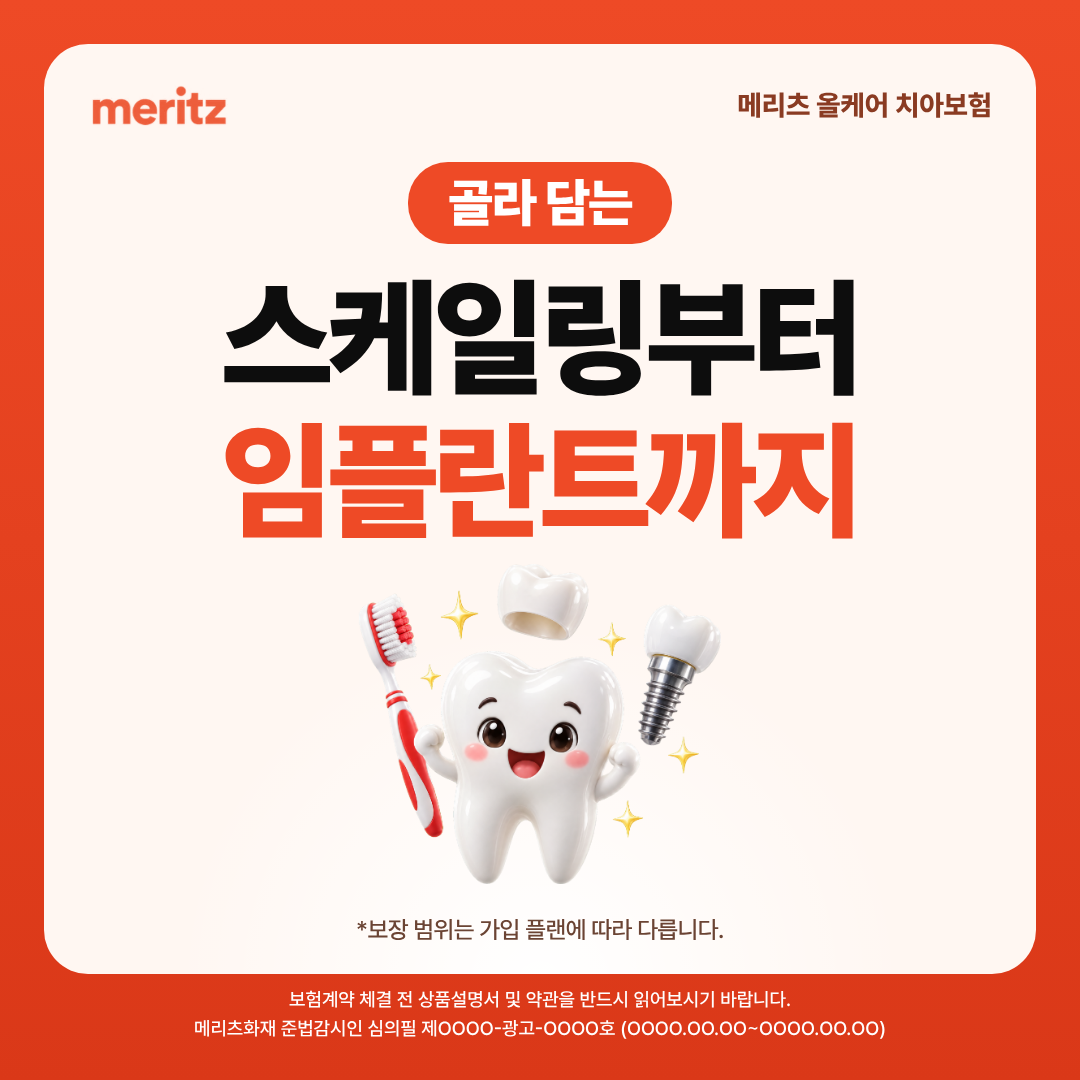 meritz
메리츠 올케어 치아보험
골라 담는
스케일링부터
임플란트까지
*보장 범위는 가입 플랜에 따라 다릅니다.
보험계약 체결 전 상품설명서 및 약관을 반드시 읽어보시기 바랍니다.
메리츠화재 준법감시인 심의필 제OOOO-광고-OOOO호 (OOOO.OO.OO~OOOO.OO.OO)